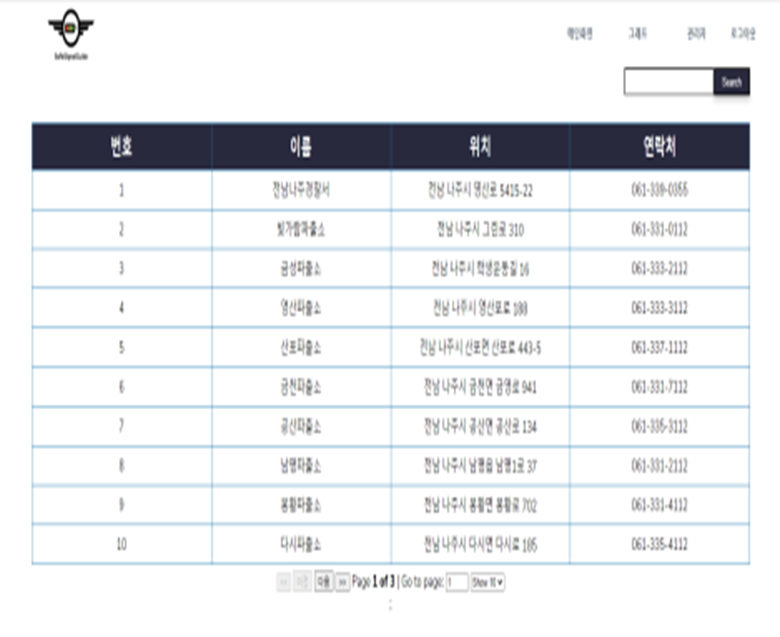 SafeSignalGuide
메인화면 그래프 관리자 로그아웃
Search
번호 이름 위치 연락처
1 전남나주경찰서 전남 나주시 영산로 5415-22 061-339-0355
2 빛가람파출소 전남 나주시 그린로 310 061-331-0112
3 금성파출소 전남 나주시 학생운동길 16 061-333-2112
4 영산파출소 전남 나주시 영산포로 188 061-333-3112
5 산포파출소 전남 나주시 산포면 산포로 443-5 061-337-1112
6 금천파출소 전남 나주시 금천면 금영로 941 061-331-7112
7 공산파출소 전남 나주시 공산면 공산로 134 061-335-3112
8 남평파출소 전남 나주시 남평읍 남평1로 37 061-331-2112
9 봉황파출소 전남 나주시 봉황면 봉황로 702 061-331-4112
10 다시파출소 전남 나주시 다시면 다시로 185 061-335-4112
<< 이전 다음 >> Page 1 of 3 | Go to page: 1 Show 10
: